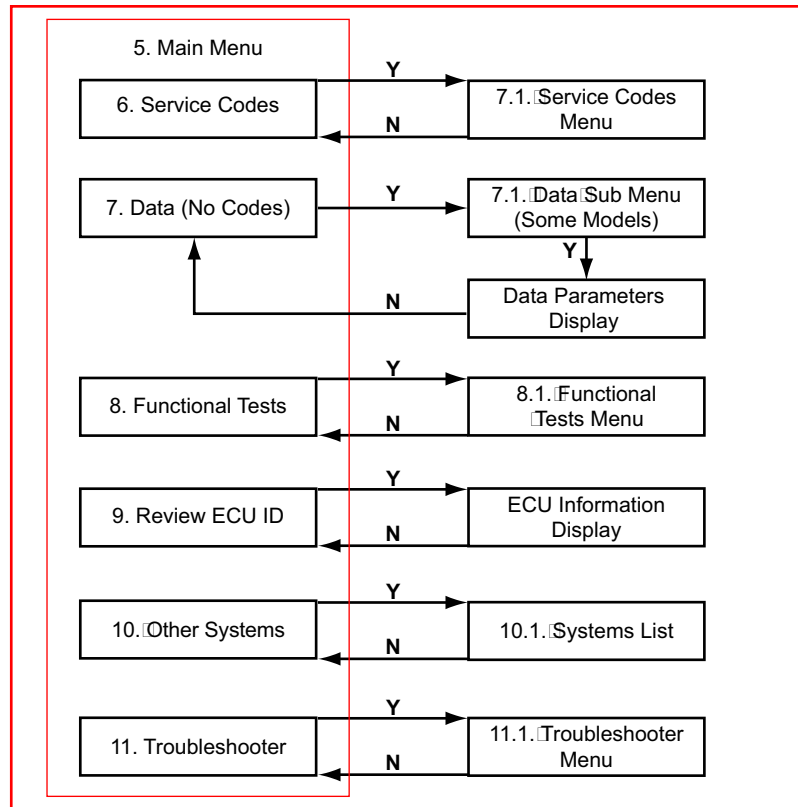 5. Main Menu
Y
6. Service Codes
7.1. Service Codes
Menu
N
7. Data (No Codes)
Y
7.1. Data Sub Menu
(Some Models)
Y
N
Data Parameters
Display
Y
8. Functional Tests
8.1. Functional
Tests Menu
N
Y
9. Review ECU ID
ECU Information
Display
N
Y
10. Other Systems
10.1. Systems List
N
Y
11. Troubleshooter
11.1. Troubleshooter
Menu
N